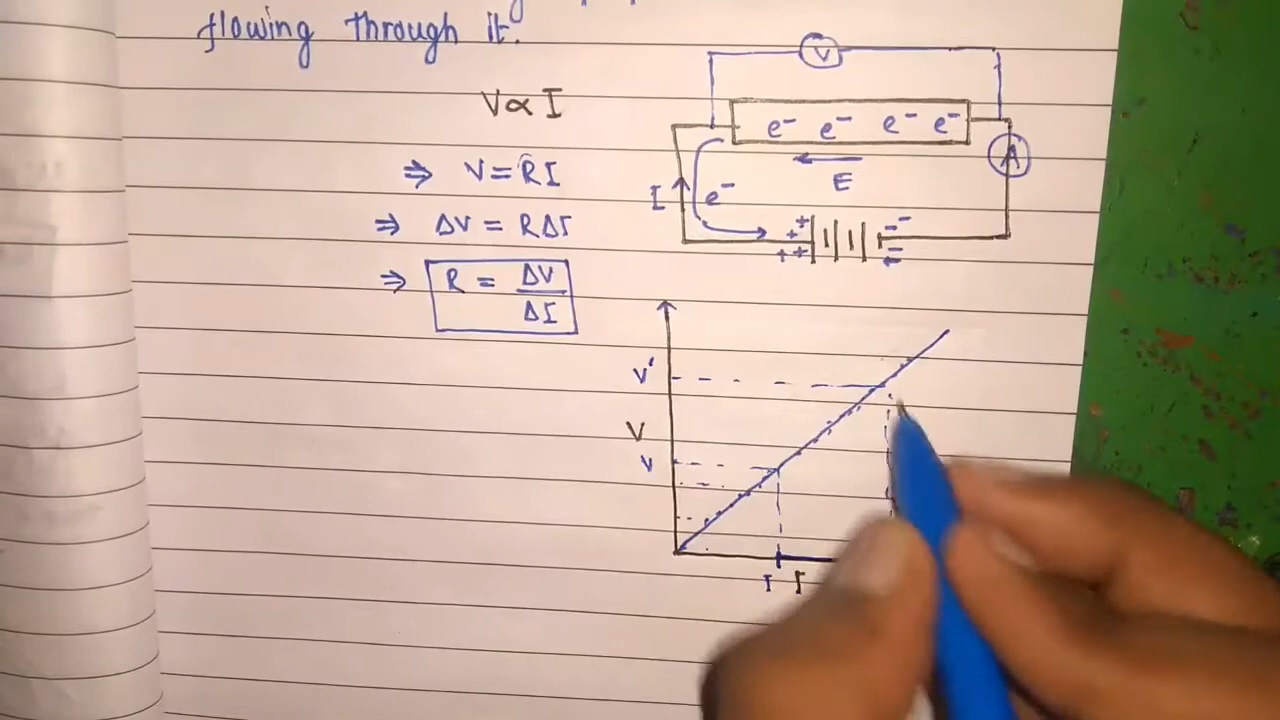 flowing through it.
V ∝ I
⇒ V = RI
⇒ ΔV = RΔI
⇒ R = ΔV/ΔI
V
e⁻ e⁻ e⁻ e⁻
A
E
I
e⁻
+ + + +
− − −
V'
V
V
I I